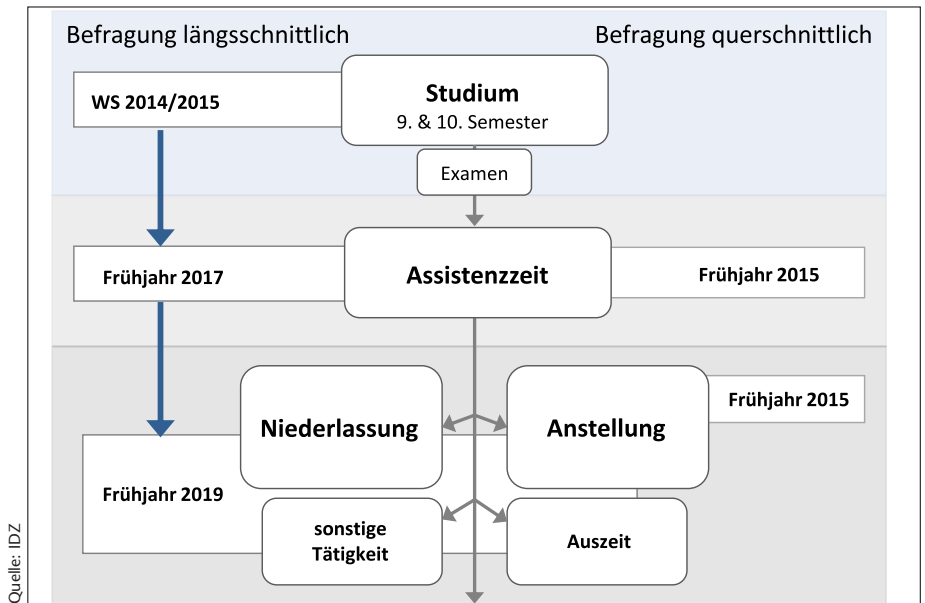 Befragung längsschnittlich
Befragung querschnittlich
WS 2014/2015
Studium
9. & 10. Semester
Examen
Frühjahr 2017
Assistenzzeit
Frühjahr 2015
Niederlassung
Anstellung
Frühjahr 2015
Frühjahr 2019
sonstige
Tätigkeit
Auszeit
Quelle: IDZ